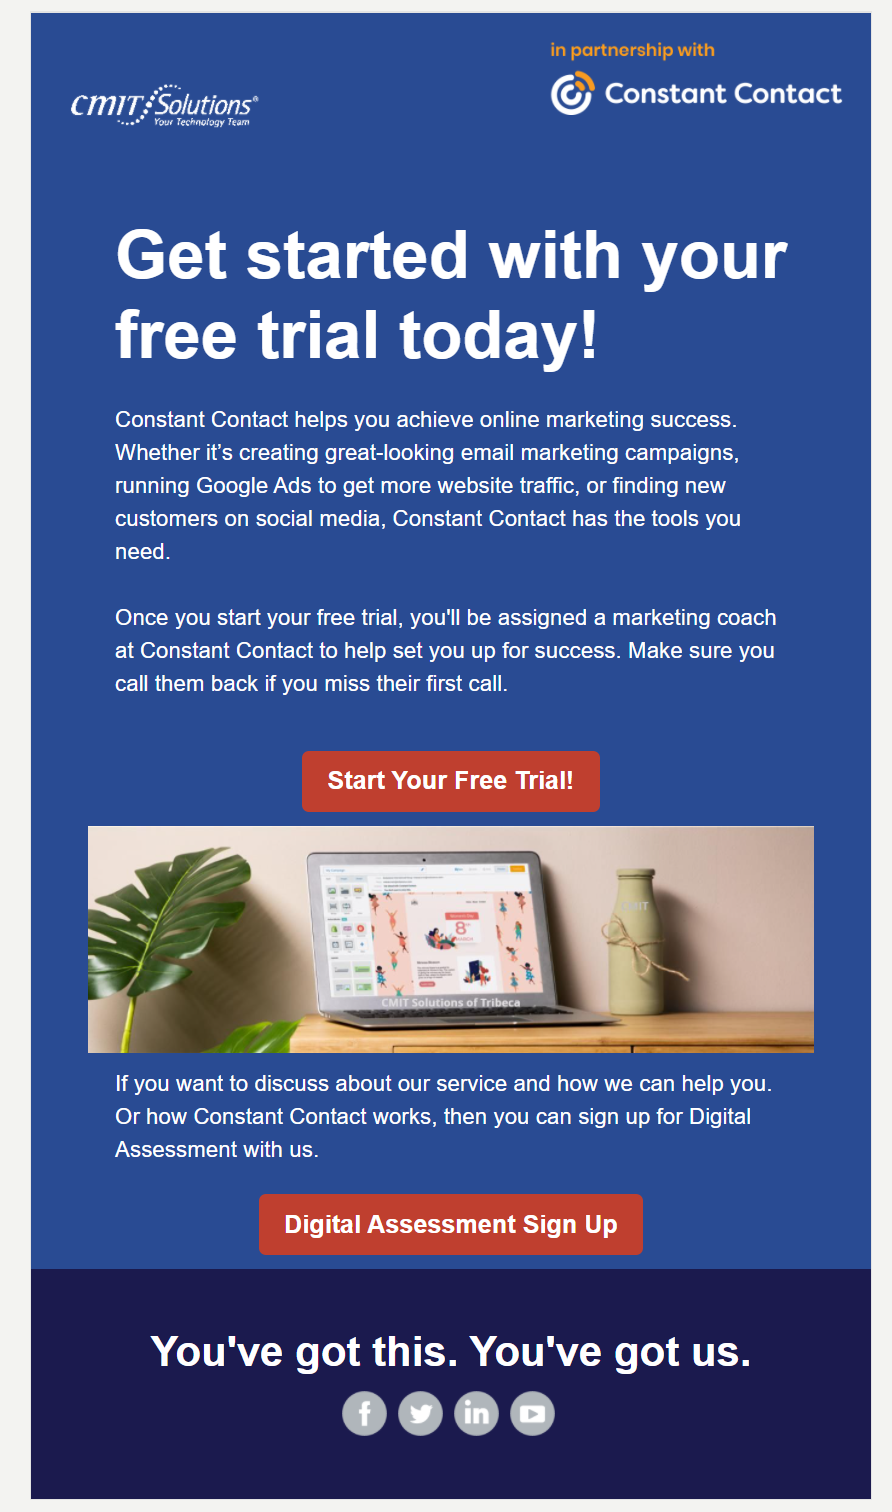 in partnership with
CMIT Solutions®
Your Technology Team
Constant Contact
Get started with your
free trial today!
Constant Contact helps you achieve online marketing success.
Whether it’s creating great-looking email marketing campaigns,
running Google Ads to get more website traffic, or finding new
customers on social media, Constant Contact has the tools you
need.
Once you start your free trial, you'll be assigned a marketing coach
at Constant Contact to help set you up for success. Make sure you
call them back if you miss their first call.
Start Your Free Trial!
8
MARCH
CMIT
CMIT Solutions of Tribeca
If you want to discuss about our service and how we can help you.
Or how Constant Contact works, then you can sign up for Digital
Assessment with us.
Digital Assessment Sign Up
You've got this. You've got us.